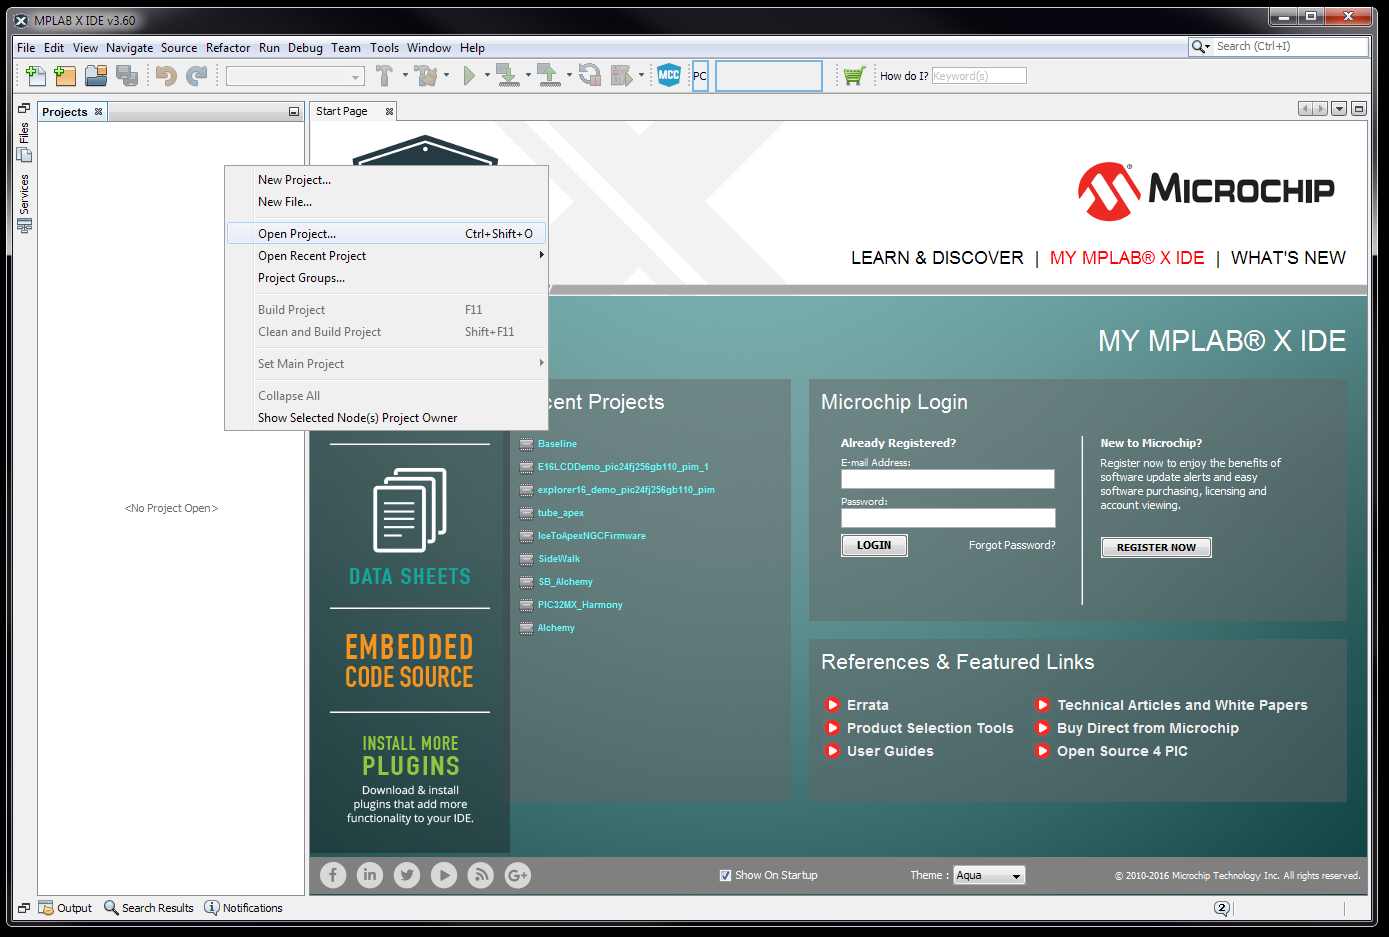 MPLAB X IDE v3.60
File Edit View Navigate Source Refactor Run Debug Team Tools Window Help
Search (Ctrl+I)
MCC
PC
How do I? Keyword(s)
Files
Services
Projects
Start Page
New Project...
New File...
Open Project... Ctrl+Shift+O
Open Recent Project
Project Groups...
Build Project F11
Clean and Build Project Shift+F11
Set Main Project
Collapse All
Show Selected Node(s) Project Owner
<No Project Open>
MICROCHIP
LEARN & DISCOVER | MY MPLAB® X IDE | WHAT'S NEW
MY MPLAB® X IDE
DATA SHEETS
EMBEDDED
CODE SOURCE
INSTALL MORE
PLUGINS
Download & install
plugins that add more
functionality to your IDE.
cent Projects
Baseline
E16LCDDemo_pic24fj256gb110_pim_1
explorer16_demo_pic24fj256gb110_pim
tube_apex
IceToApexNGCFirmware
SideWalk
SB_Alchemy
PIC32MX_Harmony
Alchemy
Microchip Login
Already Registered?
E-mail Address:
Password:
LOGIN
Forgot Password?
New to Microchip?
Register now to enjoy the benefits of
software update alerts and easy
software purchasing, licensing and
account viewing.
REGISTER NOW
References & Featured Links
Errata
Product Selection Tools
User Guides
Technical Articles and White Papers
Buy Direct from Microchip
Open Source 4 PIC
f in G+
Show On Startup
Theme : Aqua
© 2010-2016 Microchip Technology Inc. All rights reserved.
Output Search Results Notifications
2